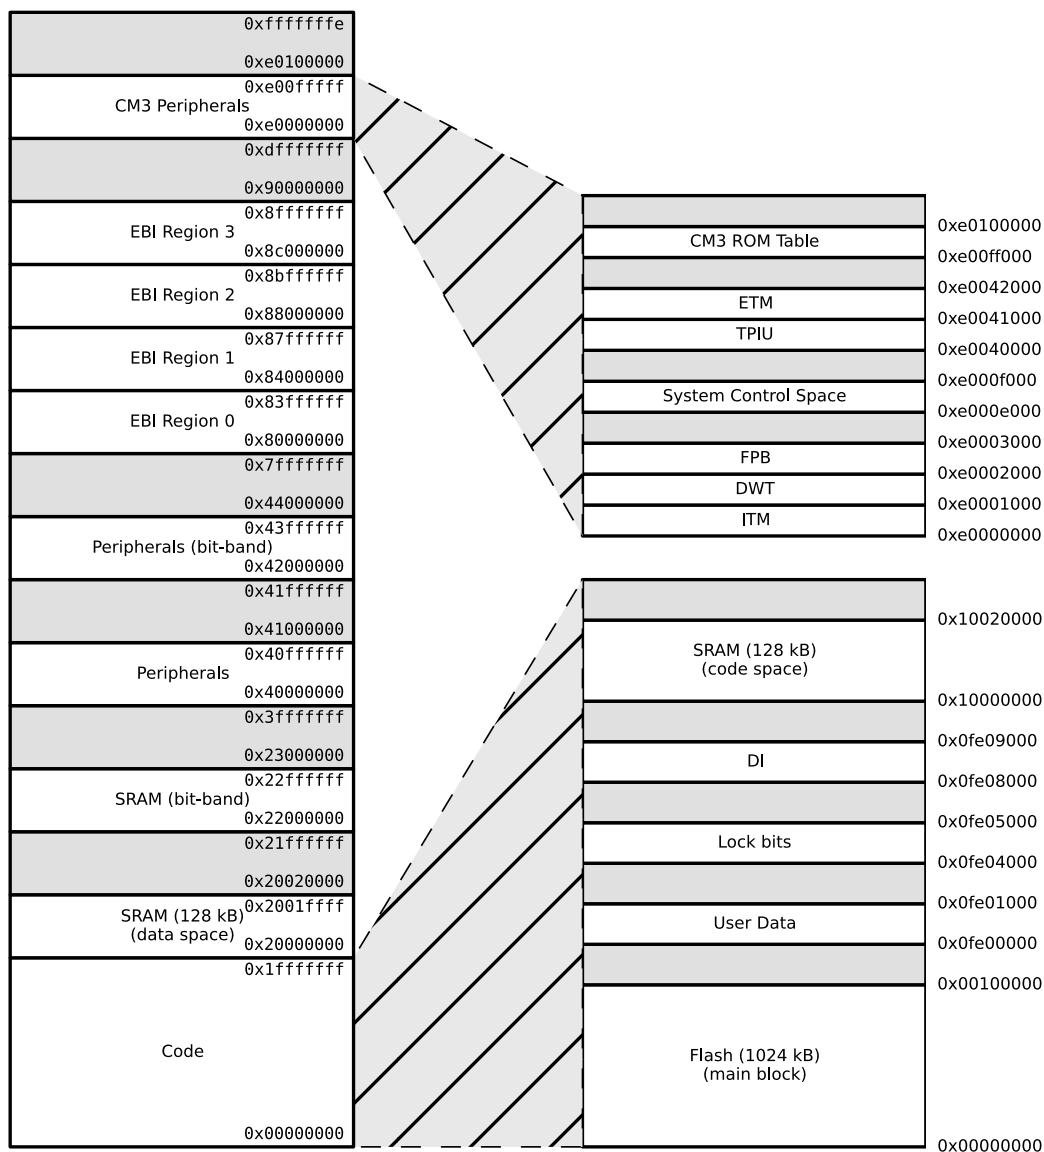 0xfffffffe
0xe0100000
0xe00fffff
CM3 Peripherals
0xe0000000
0xdfffffff
0x90000000
0x8fffffff
EBI Region 3
0x8c000000
0x8bffffff
EBI Region 2
0x88000000
0x87ffffff
EBI Region 1
0x84000000
0x83ffffff
EBI Region 0
0x80000000
0x7fffffff
0x44000000
0x43ffffff
Peripherals (bit-band)
0x42000000
0x41ffffff
0x41000000
0x40ffffff
Peripherals
0x40000000
0x3fffffff
0x23000000
0x22ffffff
SRAM (bit-band)
0x22000000
0x21ffffff
0x20020000
0x2001ffff
SRAM (128 kB)
(data space)
0x20000000
0x1fffffff
Code
0x00000000
0xe0100000
CM3 ROM Table
0xe00ff000
0xe0042000
ETM
0xe0041000
TPIU
0xe0040000
0xe000f000
System Control Space
0xe000e000
0xe0003000
FPB
0xe0002000
DWT
0xe0001000
ITM
0xe0000000
0x10020000
SRAM (128 kB)
(code space)
0x10000000
0x0fe09000
DI
0x0fe08000
0x0fe05000
Lock bits
0x0fe04000
0x0fe01000
User Data
0x0fe00000
0x00100000
Flash (1024 kB)
(main block)
0x00000000